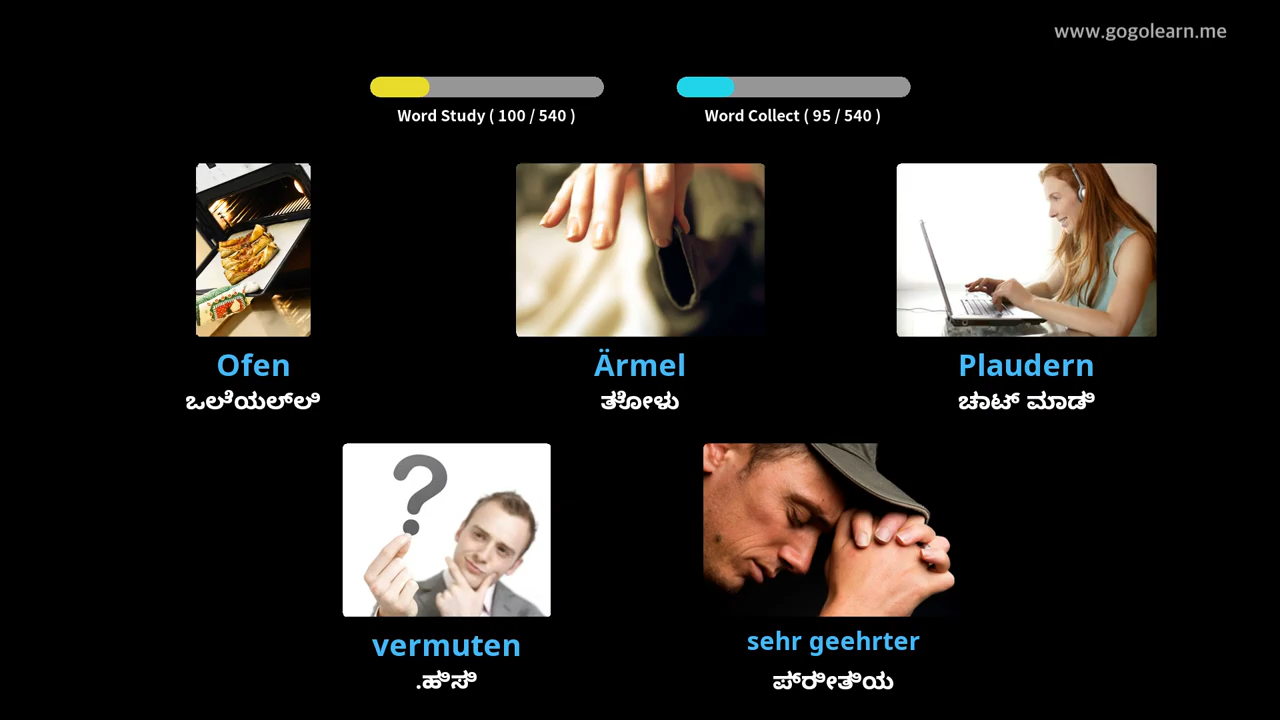 www.gogolearn.me
Word Study ( 100 / 540 )
Word Collect ( 95 / 540 )
Ofen
ಒಲೆಯಲ್ಲಿ
Ärmel
ತೋಳು
Plaudern
ಚಾಟ್ ಮಾಡಿ
vermuten
.ಹಿಸಿ
sehr geehrter
ಪ್ರೀತಿಯ